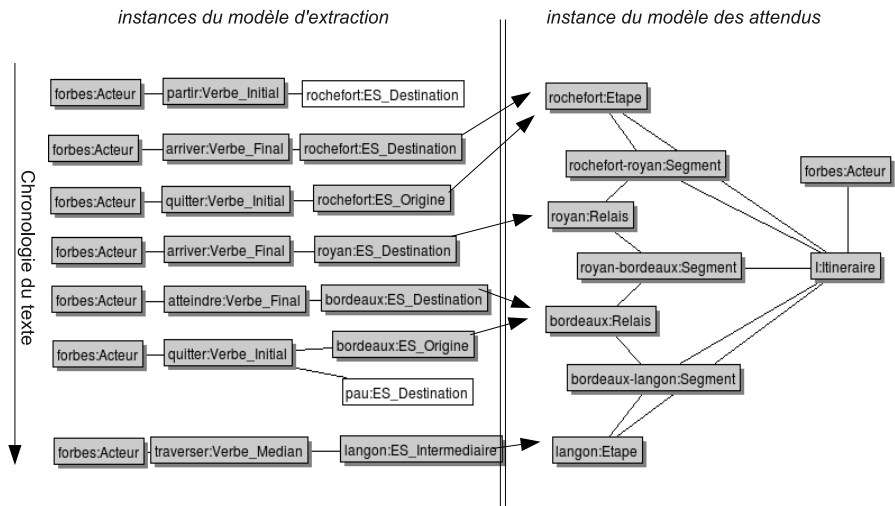 instances du modèle d'extraction
instance du modèle des attendus
Chronologie du texte
forbes:Acteur partir:Verbe_Initial rochefort:ES_Destination
forbes:Acteur arriver:Verbe_Final rochefort:ES_Destination
forbes:Acteur quitter:Verbe_Initial rochefort:ES_Origine
forbes:Acteur arriver:Verbe_Final royan:ES_Destination
forbes:Acteur atteindre:Verbe_Final bordeaux:ES_Destination
forbes:Acteur quitter:Verbe_Initial bordeaux:ES_Origine
pau:ES_Destination
forbes:Acteur traverser:Verbe_Median langon:ES_Intermediaire
rochefort:Etape
rochefort-royan:Segment
forbes:Acteur
royan:Relais
royan-bordeaux:Segment
I:Itineraire
bordeaux:Relais
bordeaux-langon:Segment
langon:Etape